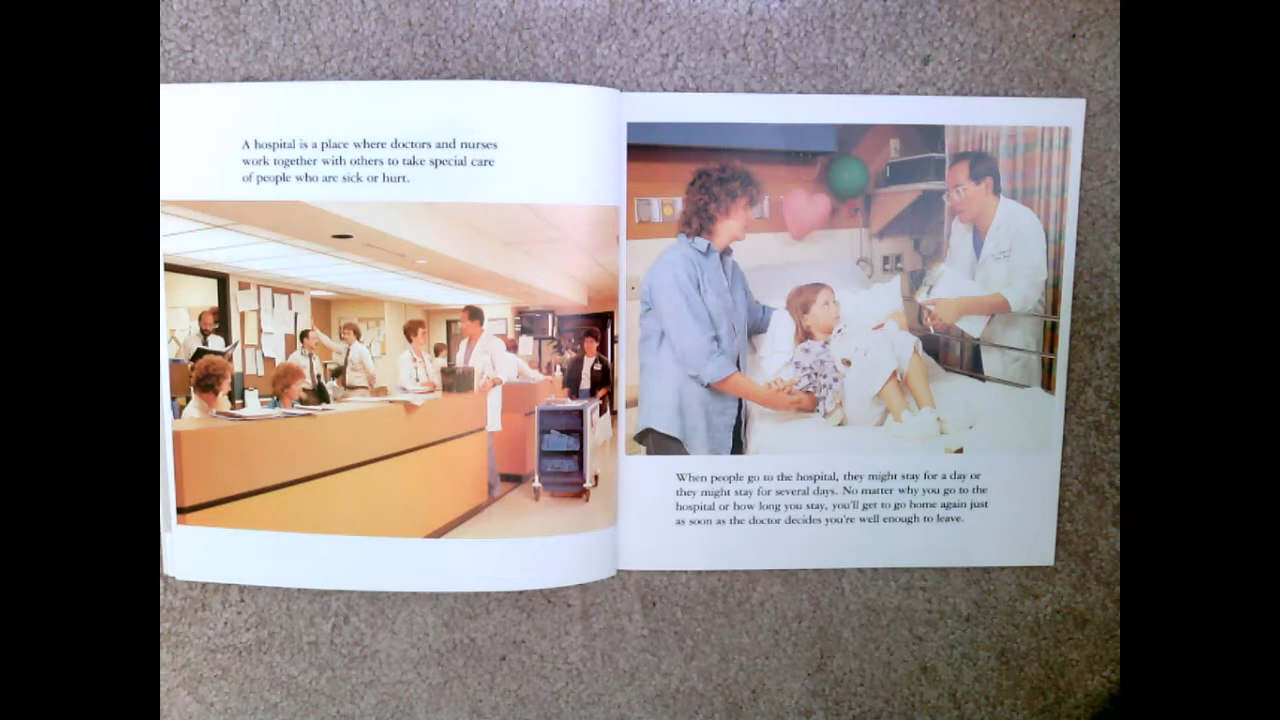 A hospital is a place where doctors and nurses
work together with others to take special care
of people who are sick or hurt.
When people go to the hospital, they might stay for a day or
they might stay for several days. No matter why you go to the
hospital or how long you stay, you'll get to go home again just
as soon as the doctor decides you're well enough to leave.